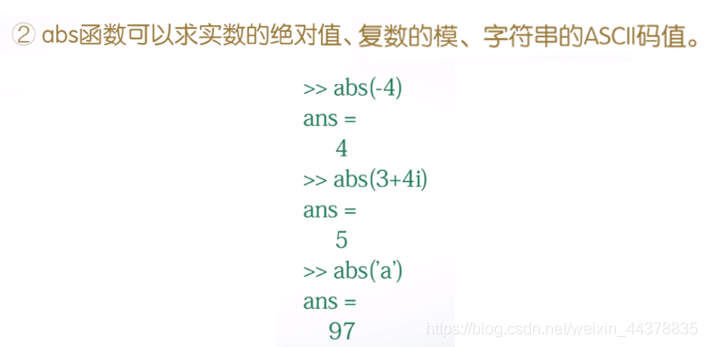 ② abs函数可以求实数的绝对值、复数的模、字符串的ASCII码值。
>> abs(-4)
ans =
4
>> abs(3+4i)
ans =
5
>> abs('a')
ans =
97
https://blog.csdn.net/weixin_44378835